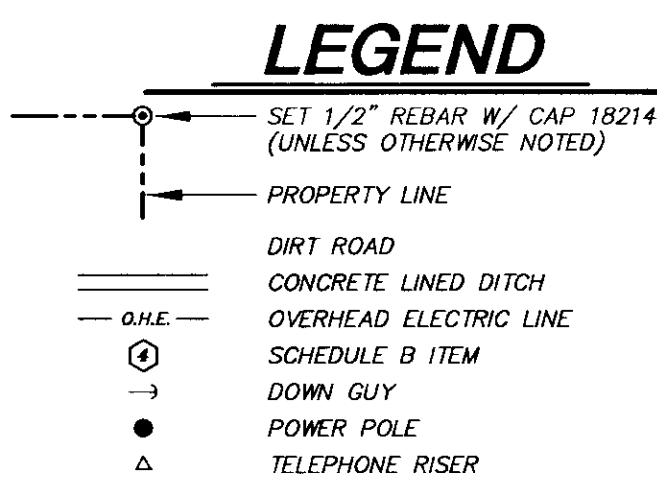 LEGEND
SET 1/2" REBAR W/ CAP 18214
(UNLESS OTHERWISE NOTED)
PROPERTY LINE
DIRT ROAD
CONCRETE LINED DITCH
O.H.E. OVERHEAD ELECTRIC LINE
4 SCHEDULE B ITEM
DOWN GUY
POWER POLE
TELEPHONE RISER